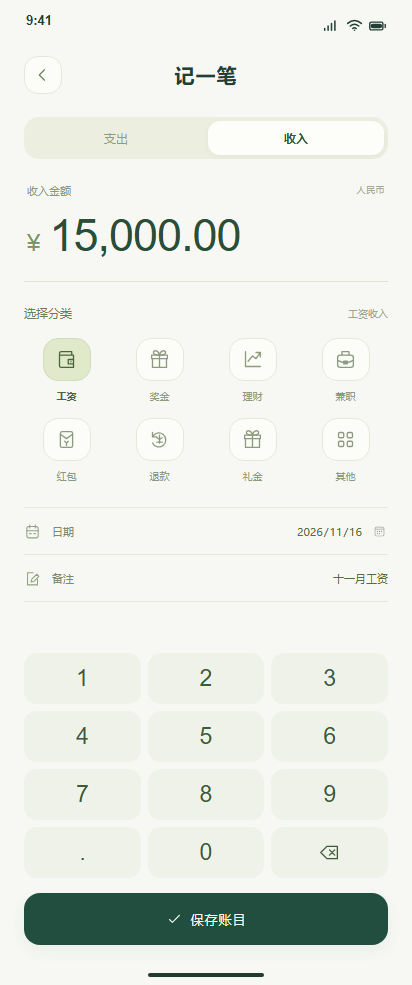 9:41
记一笔
支出 收入
收入金额 人民币
¥ 15,000.00
选择分类 工资收入
工资 奖金 理财 兼职
红包 退款 礼金 其他
日期 2026/11/16
备注 十一月工资
1 2 3
4 5 6
7 8 9
. 0
保存账目